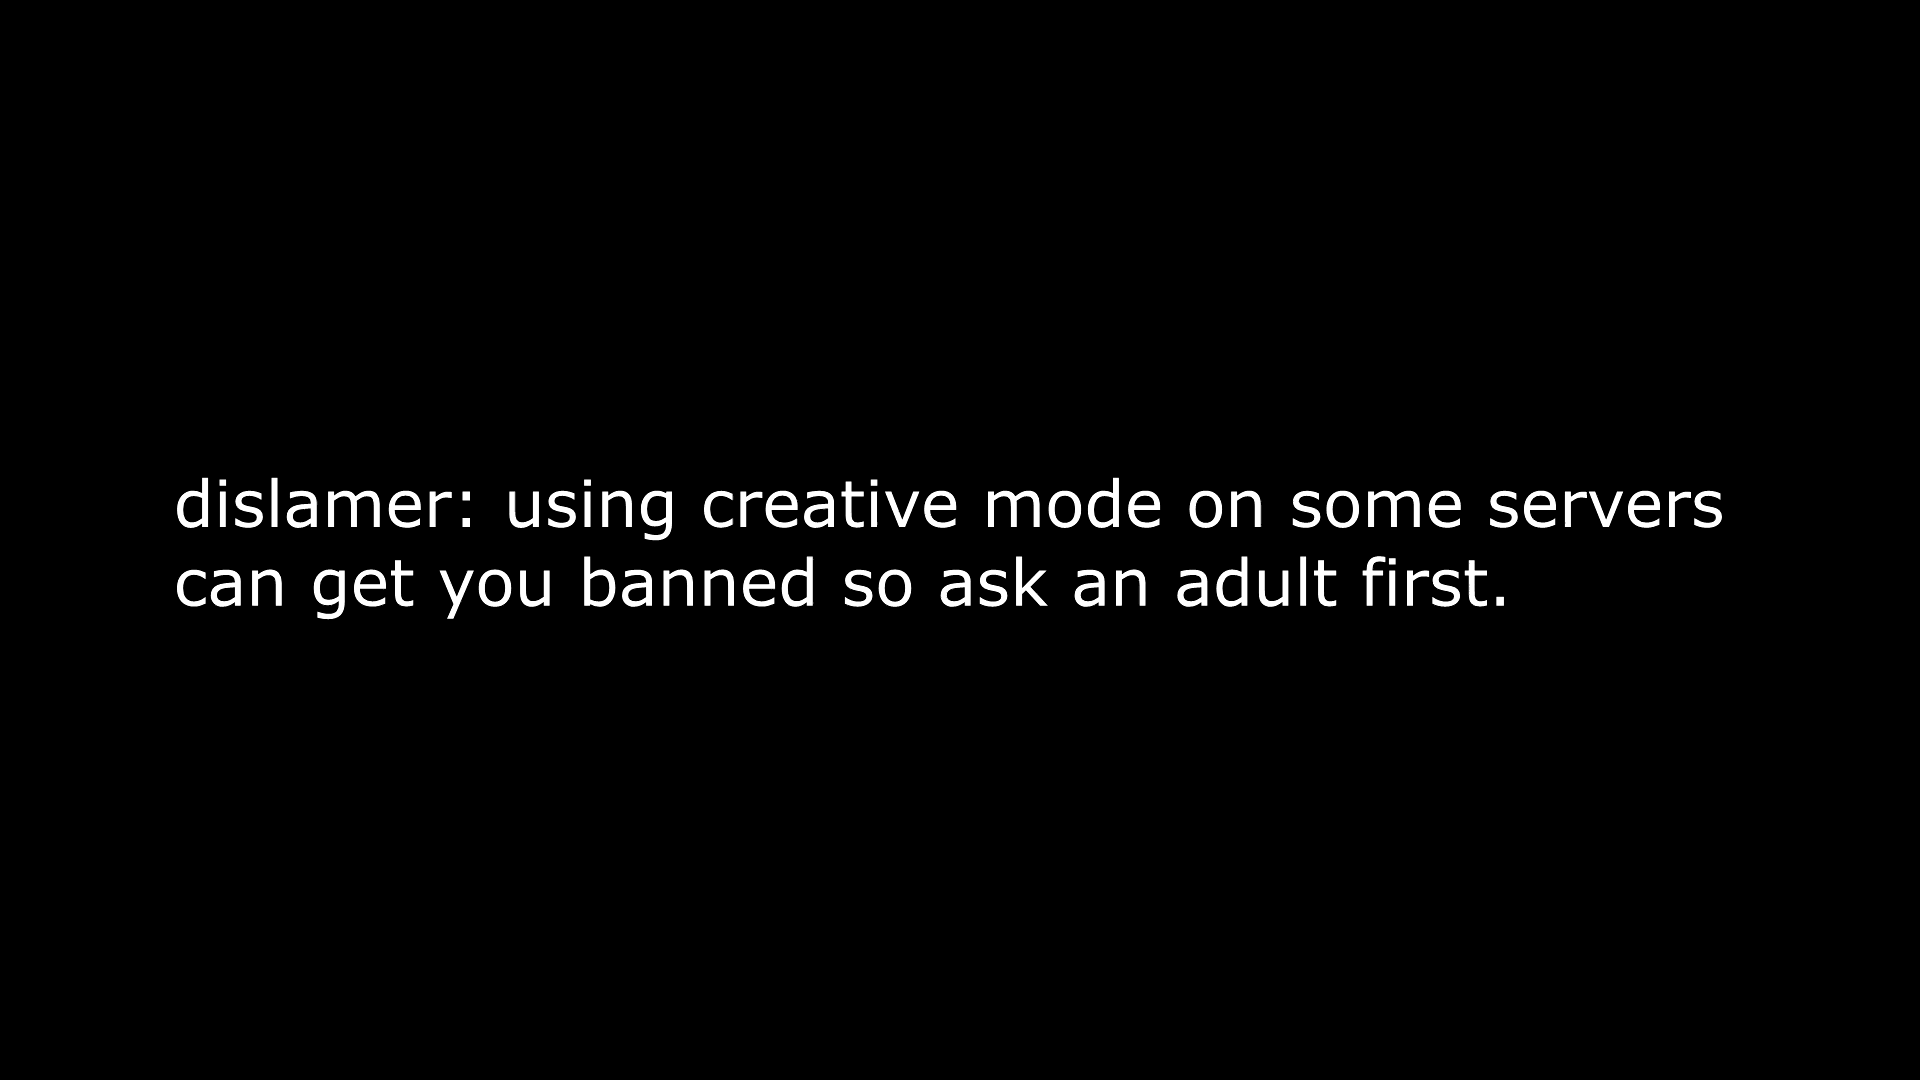 dislamer: using creative mode on some servers
can get you banned so ask an adult first.